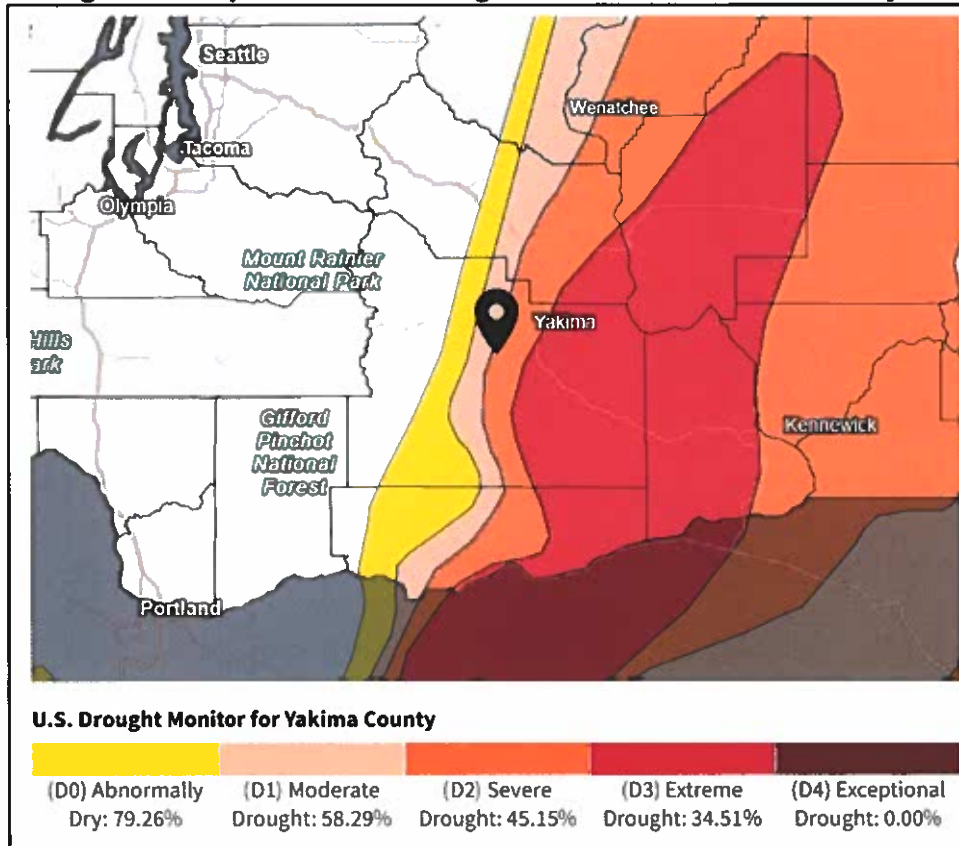 Seattle
Wenatchee
Tacoma
Olympia
Mount Rainier
National Park
Yakima
Hills
ark
Gifford
Pinchot
National
Forest
Kennewick
Portland
U.S. Drought Monitor for Yakima County
(D0) Abnormally
Dry: 79.26%
(D1) Moderate
Drought: 58.29%
(D2) Severe
Drought: 45.15%
(D3) Extreme
Drought: 34.51%
(D4) Exceptional
Drought: 0.00%